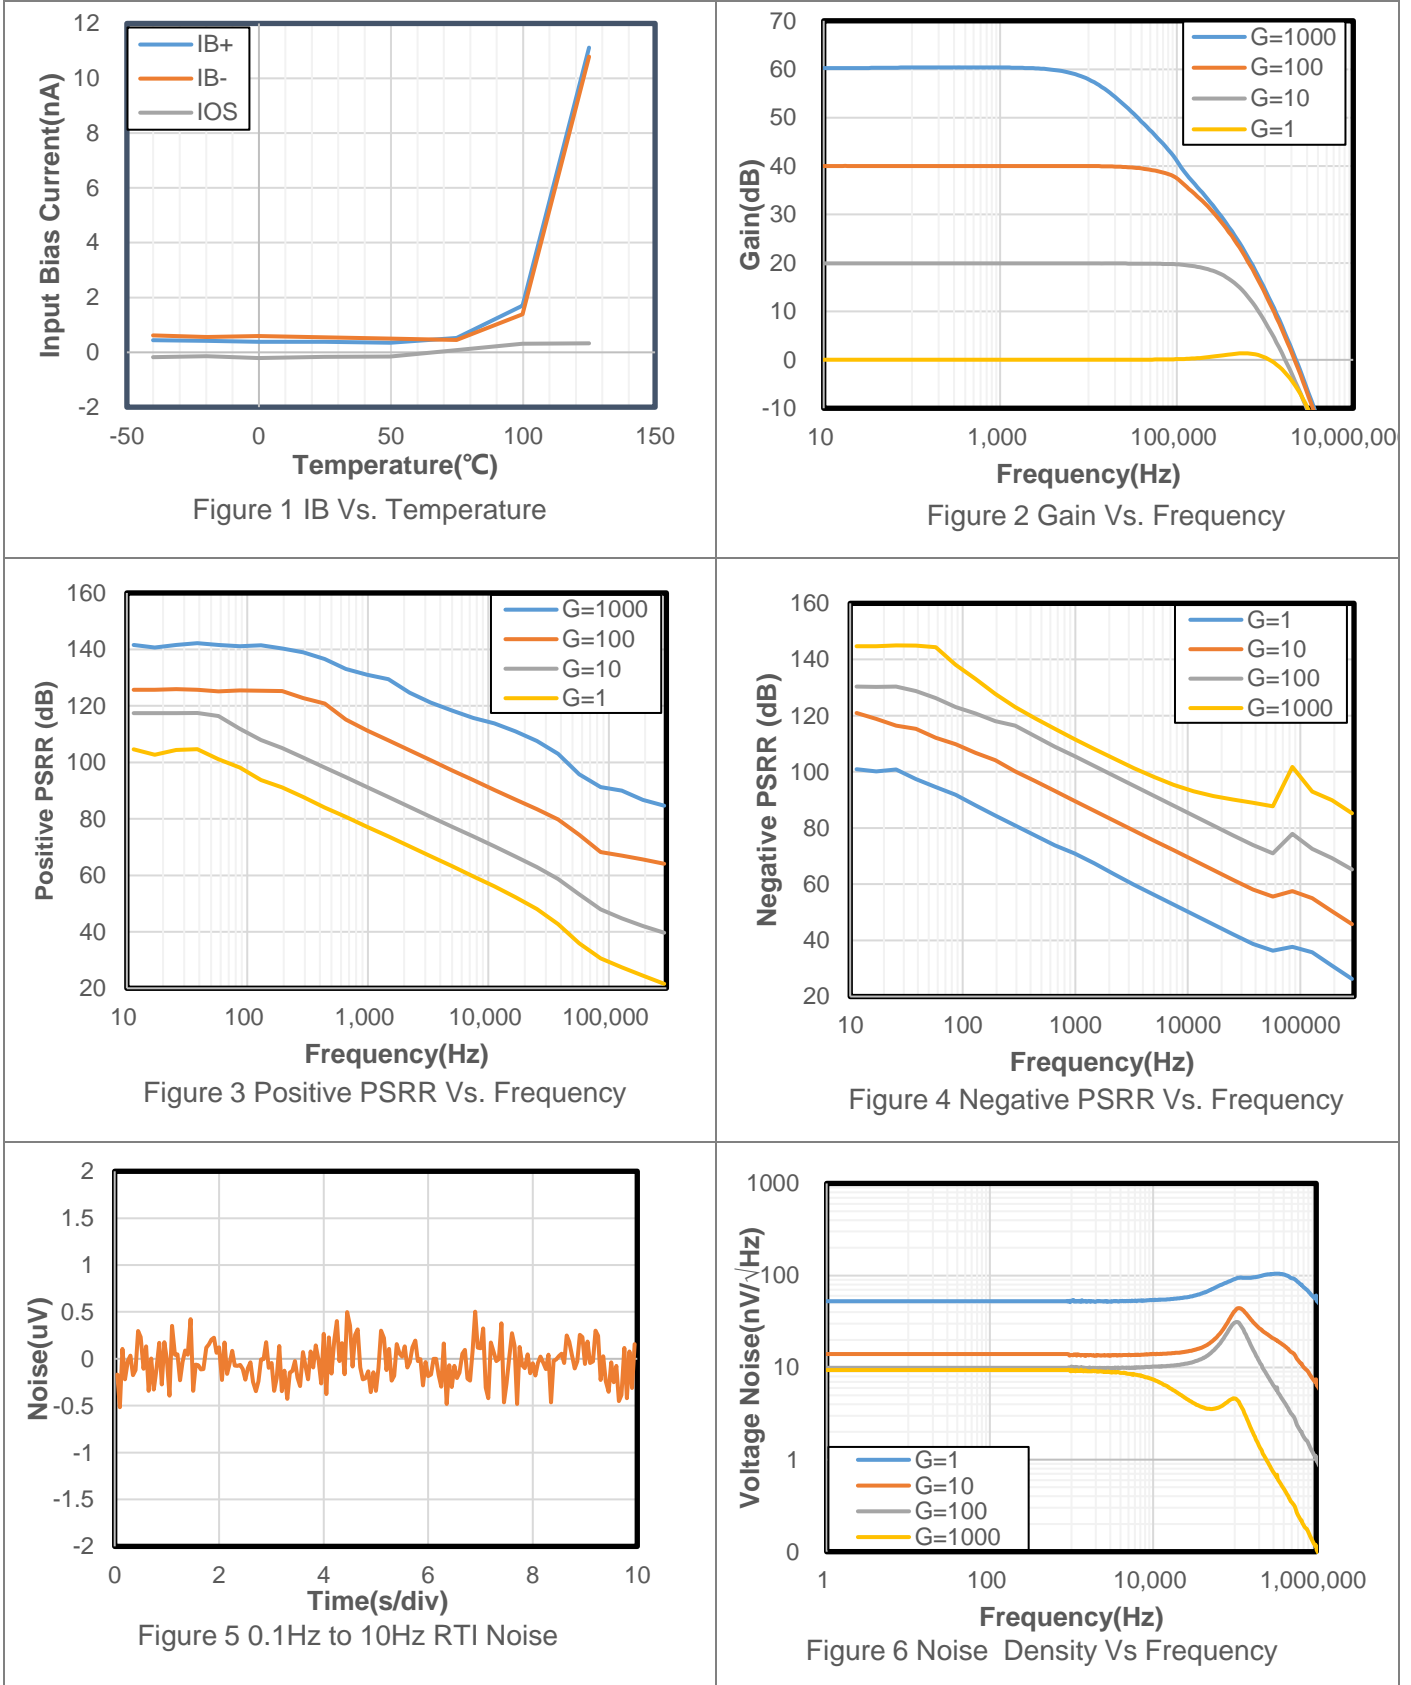 12
10
8
6
4
2
0
-2
-50
0
50
100
150
IB+
IB-
IOS
Input Bias Current(nA)
Temperature(℃)
Figure 1 IB Vs. Temperature
70
60
50
40
30
20
10
0
-10
10
1,000
100,000
10,000,00
G=1000
G=100
G=10
G=1
Gain(dB)
Frequency(Hz)
Figure 2 Gain Vs. Frequency
160
140
120
100
80
60
40
20
10
100
1,000
10,000
100,000
G=1000
G=100
G=10
G=1
Positive PSRR (dB)
Frequency(Hz)
Figure 3 Positive PSRR Vs. Frequency
160
140
120
100
80
60
40
20
10
100
1000
10000
100000
G=1
G=10
G=100
G=1000
Negative PSRR (dB)
Frequency(Hz)
Figure 4 Negative PSRR Vs. Frequency
2
1.5
1
0.5
0
-0.5
-1
-1.5
-2
0
2
4
6
8
10
Noise(uV)
Time(s/div)
Figure 5 0.1Hz to 10Hz RTI Noise
1000
100
10
1
0
1
100
10,000
1,000,000
G=1
G=10
G=100
G=1000
Voltage Noise(nV/√Hz)
Frequency(Hz)
Figure 6 Noise  Density Vs Frequency